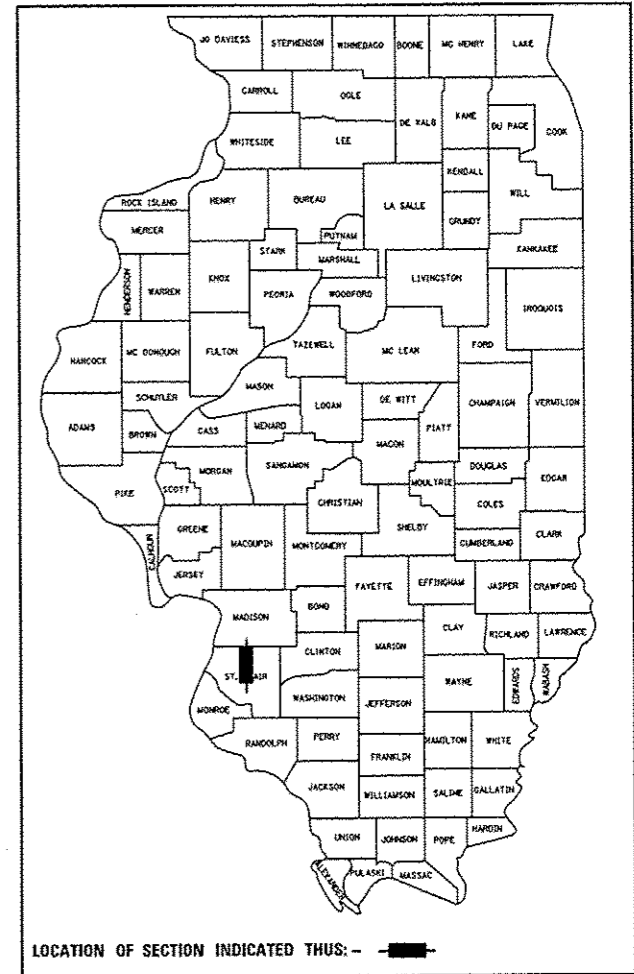 JO DAVIESS STEPHENSON WINNEBAGO BOONE MC HENRY LAKE
CARROLL OGLE DE KALB KANE DU PAGE COOK
WHITESIDE LEE KENDALL WILL
ROCK ISLAND HENRY BUREAU LA SALLE GRUNDY
MERCER PUTNAM KANKAKEE
STARK MARSHALL
HENDERSON WARREN KNOX PEORIA WOODFORD LIVINGSTON IROQUOIS
HANCOCK MC DONOUGH FULTON TAZEWELL MC LEAN FORD
SCHUYLER MASON LOGAN DE WITT CHAMPAIGN VERMILION
ADAMS BROWN CASS MENARD MACON PIATT
PIKE SCOTT MORGAN SANGAMON CHRISTIAN MOULTRIE DOUGLAS EDGAR
COLES
CALHOUN GREENE MACOUPIN MONTGOMERY SHELBY CUMBERLAND CLARK
JERSEY FAYETTE EFFINGHAM JASPER CRAWFORD
MADISON BOND CLAY RICHLAND LAWRENCE
CLINTON MARION
ST. AIR WASHINGTON JEFFERSON WAYNE EDWARDS WABASH
MONROE
RANDOLPH PERRY FRANKLIN HAMILTON WHITE
JACKSON WILLIAMSON SALINE GALLATIN
UNION JOHNSON POPE HARDIN
ALEXANDER PULASKI MASSAC
LOCATION OF SECTION INDICATED THUS: -